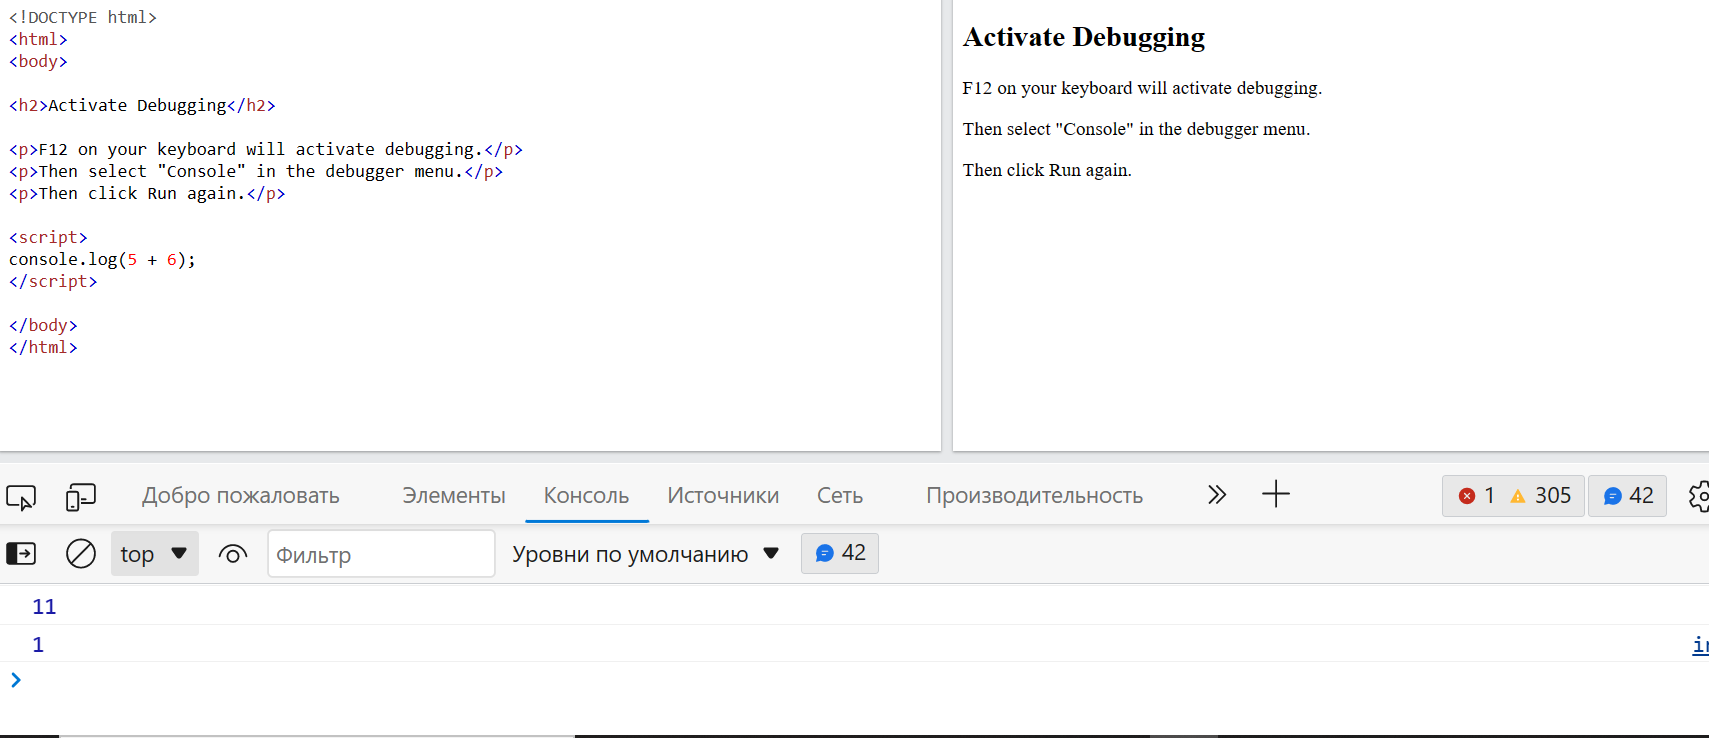 <!DOCTYPE html>
<html>
<body>
<h2>Activate Debugging</h2>
<p>F12 on your keyboard will activate debugging.</p>
<p>Then select "Console" in the debugger menu.</p>
<p>Then click Run again.</p>
<script>
console.log(5 + 6);
</script>
</body>
</html>
Activate Debugging
F12 on your keyboard will activate debugging.
Then select "Console" in the debugger menu.
Then click Run again.
Добро пожаловать Элементы Консоль Источники Сеть Производительность 1 305 42
top Фильтр Уровни по умолчанию 42
11
1